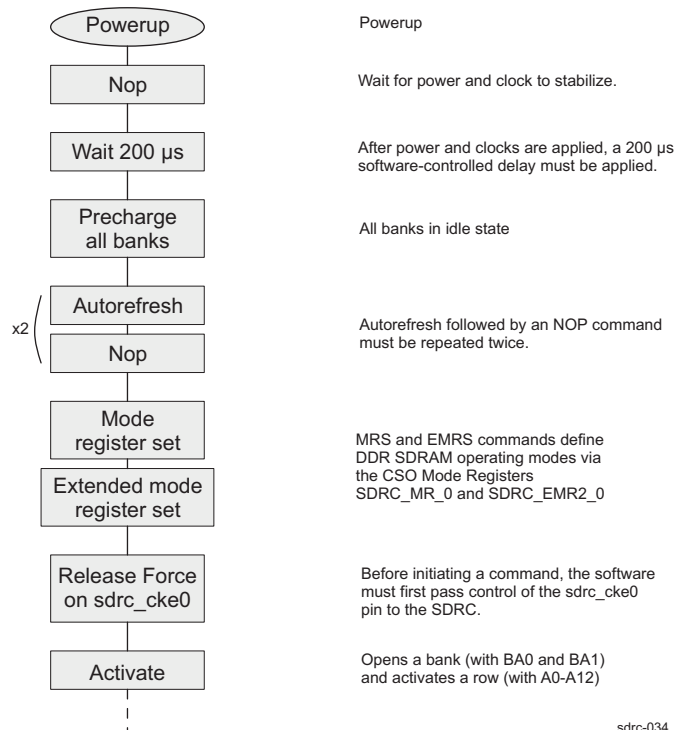 Powerup
Powerup
Nop
Wait for power and clock to stabilize.
Wait 200 µs
After power and clocks are applied, a 200 µs
software-controlled delay must be applied.
Precharge
all banks
All banks in idle state
x2
Autorefresh
Nop
Autorefresh followed by an NOP command
must be repeated twice.
Mode
register set
Extended mode
register set
MRS and EMRS commands define
DDR SDRAM operating modes via
the CSO Mode Registers
SDRC_MR_0 and SDRC_EMR2_0
Release Force
on sdrc_cke0
Before initiating a command, the software
must first pass control of the sdrc_cke0
pin to the SDRC.
Activate
Opens a bank (with BA0 and BA1)
and activates a row (with A0-A12)
sdrc-034